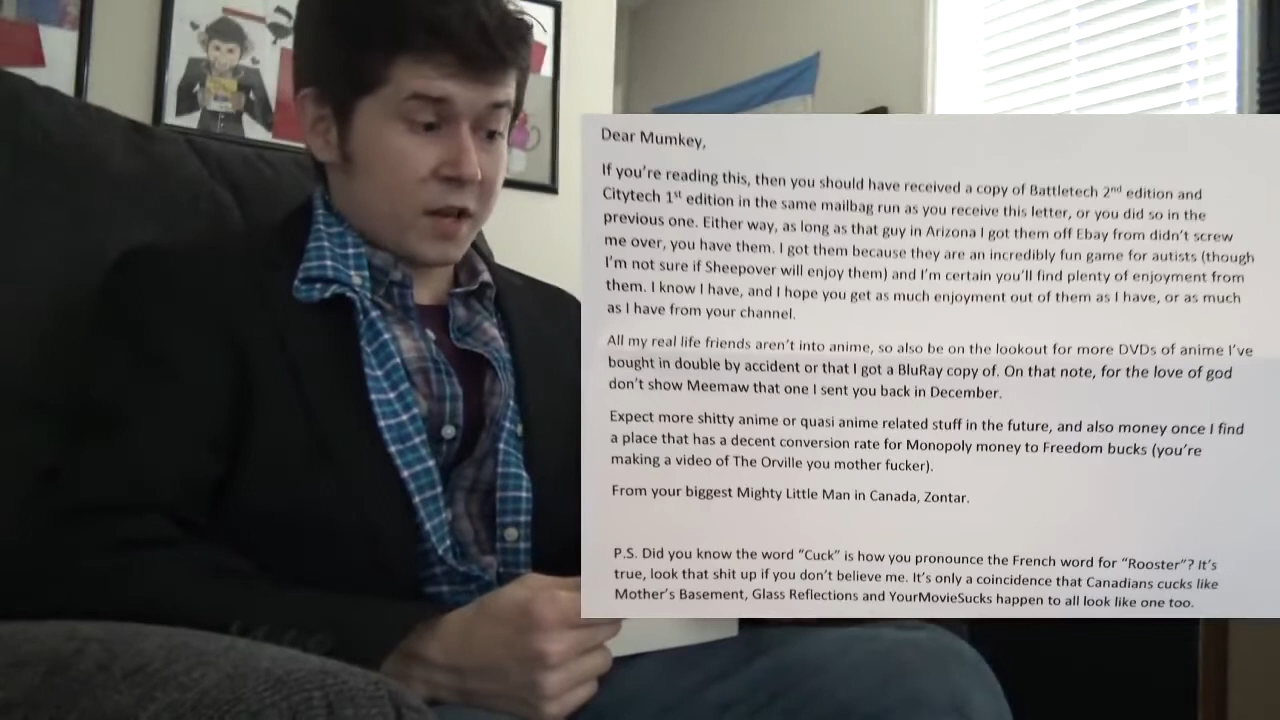 Dear Mumkey,
If you're reading this, then you should have received a copy of Battletech 2nd edition and
Citytech 1st edition in the same mailbag run as you receive this letter, or you did so in the
previous one. Either way, as long as that guy in Arizona I got them off Ebay from didn't screw
me over, you have them. I got them because they are an incredibly fun game for autists (though
I'm not sure if Sheepover will enjoy them) and I'm certain you'll find plenty of enjoyment from
them. I know I have, and I hope you get as much enjoyment out of them as I have, or as much
as I have from your channel.
All my real life friends aren't into anime, so also be on the lookout for more DVDs of anime I've
bought in double by accident or that I got a BluRay copy of. On that note, for the love of god
don't show Meemaw that one I sent you back in December.
Expect more shitty anime or quasi anime related stuff in the future, and also money once I find
a place that has a decent conversion rate for Monopoly money to Freedom bucks (you're
making a video of The Orville you mother fucker).
From your biggest Mighty Little Man in Canada, Zontar.
P.S. Did you know the word "Cuck" is how you pronounce the French word for "Rooster"? It's
true, look that shit up if you don't believe me. It's only a coincidence that Canadians cucks like
Mother's Basement, Glass Reflections and YourMovieSucks happen to all look like one too.